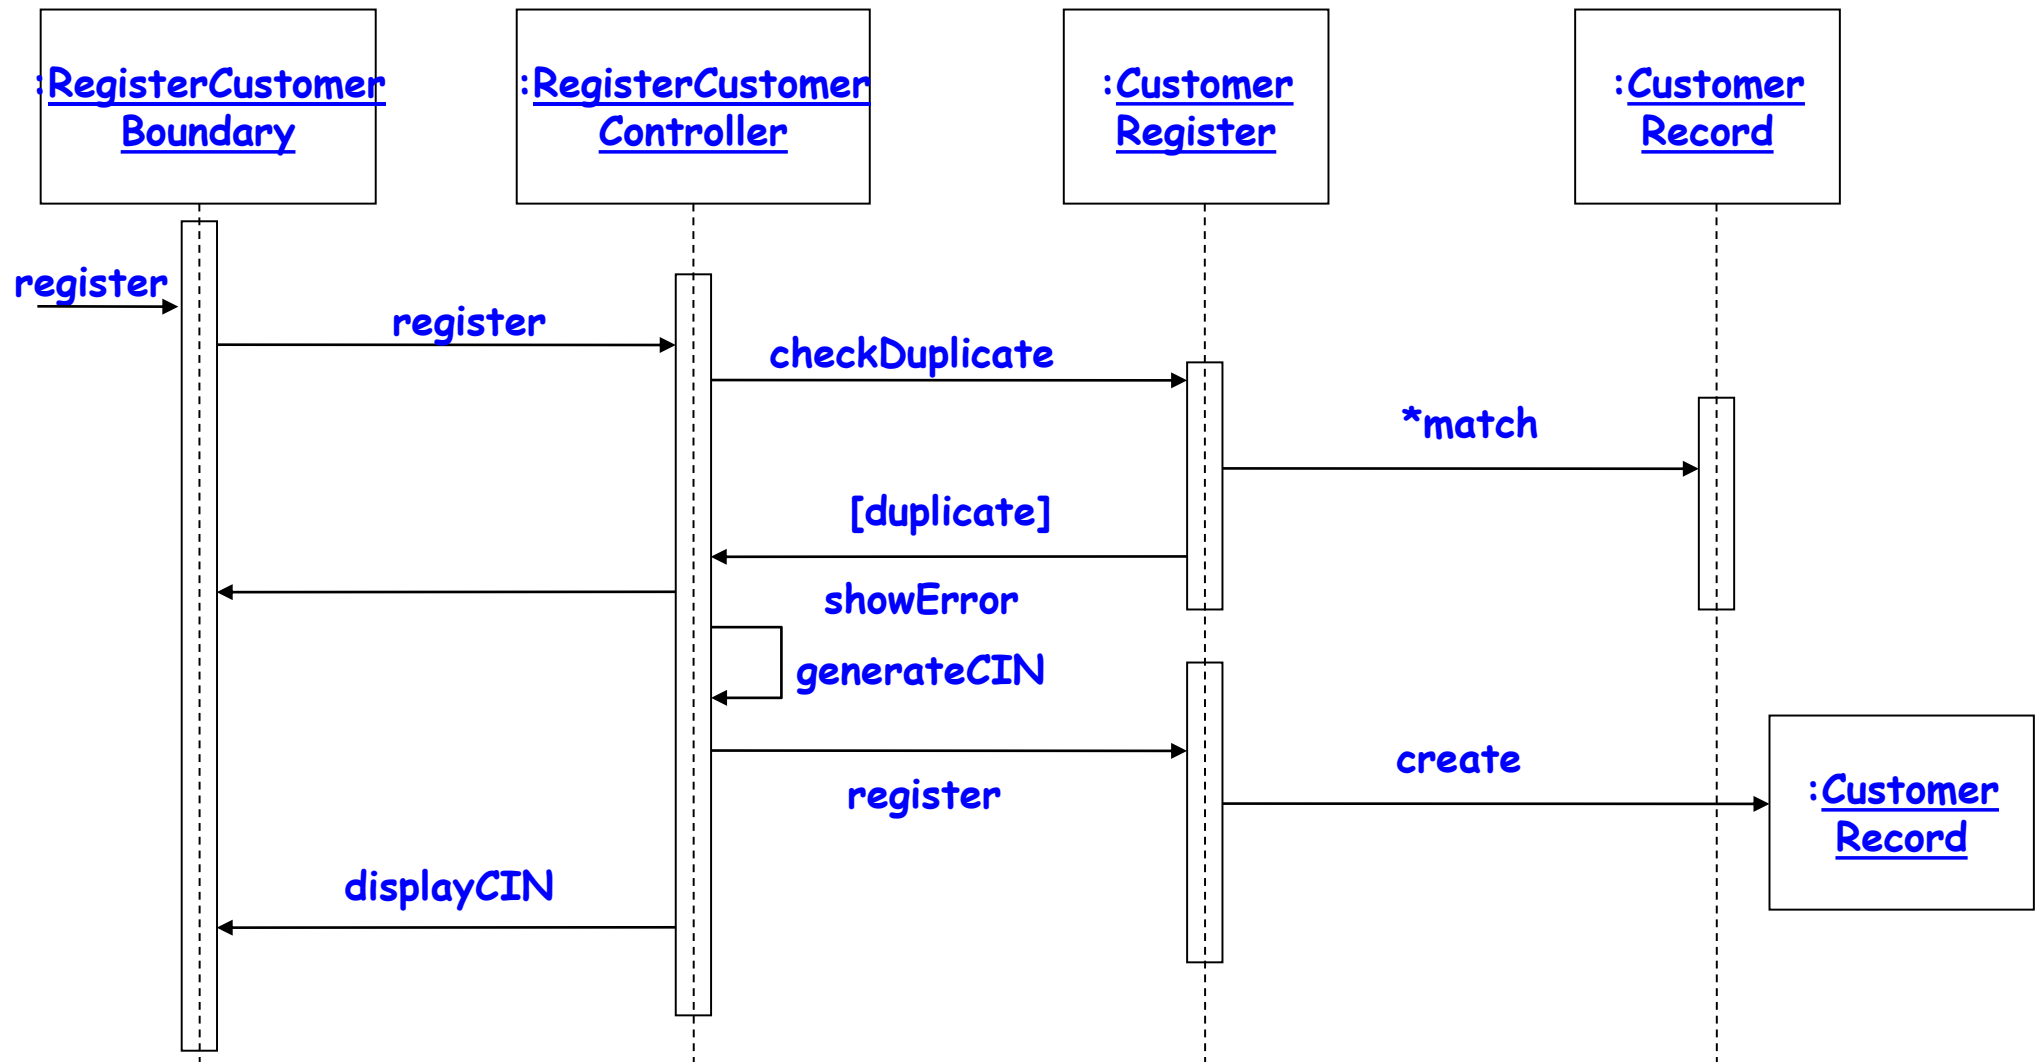 :RegisterCustomer
Boundary
:RegisterCustomer
Controller
:Customer
Register
:Customer
Record
register
register
checkDuplicate
*match
[duplicate]
showError
generateCIN
register
create
:Customer
Record
displayCIN